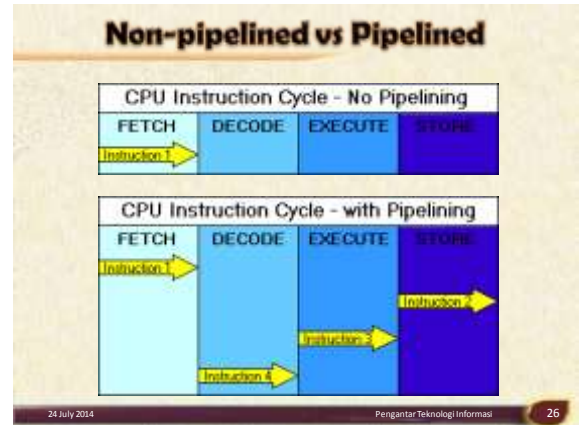 Non-pipelined vs Pipelined
CPU Instruction Cycle - No Pipelining
FETCH DECODE EXECUTE STORE
Instruction 1
CPU Instruction Cycle - with Pipelining
FETCH DECODE EXECUTE STORE
Instruction 1
Instruction 2
Instruction 3
Instruction 4
24 July 2014 Pengantar Teknologi Informasi 26